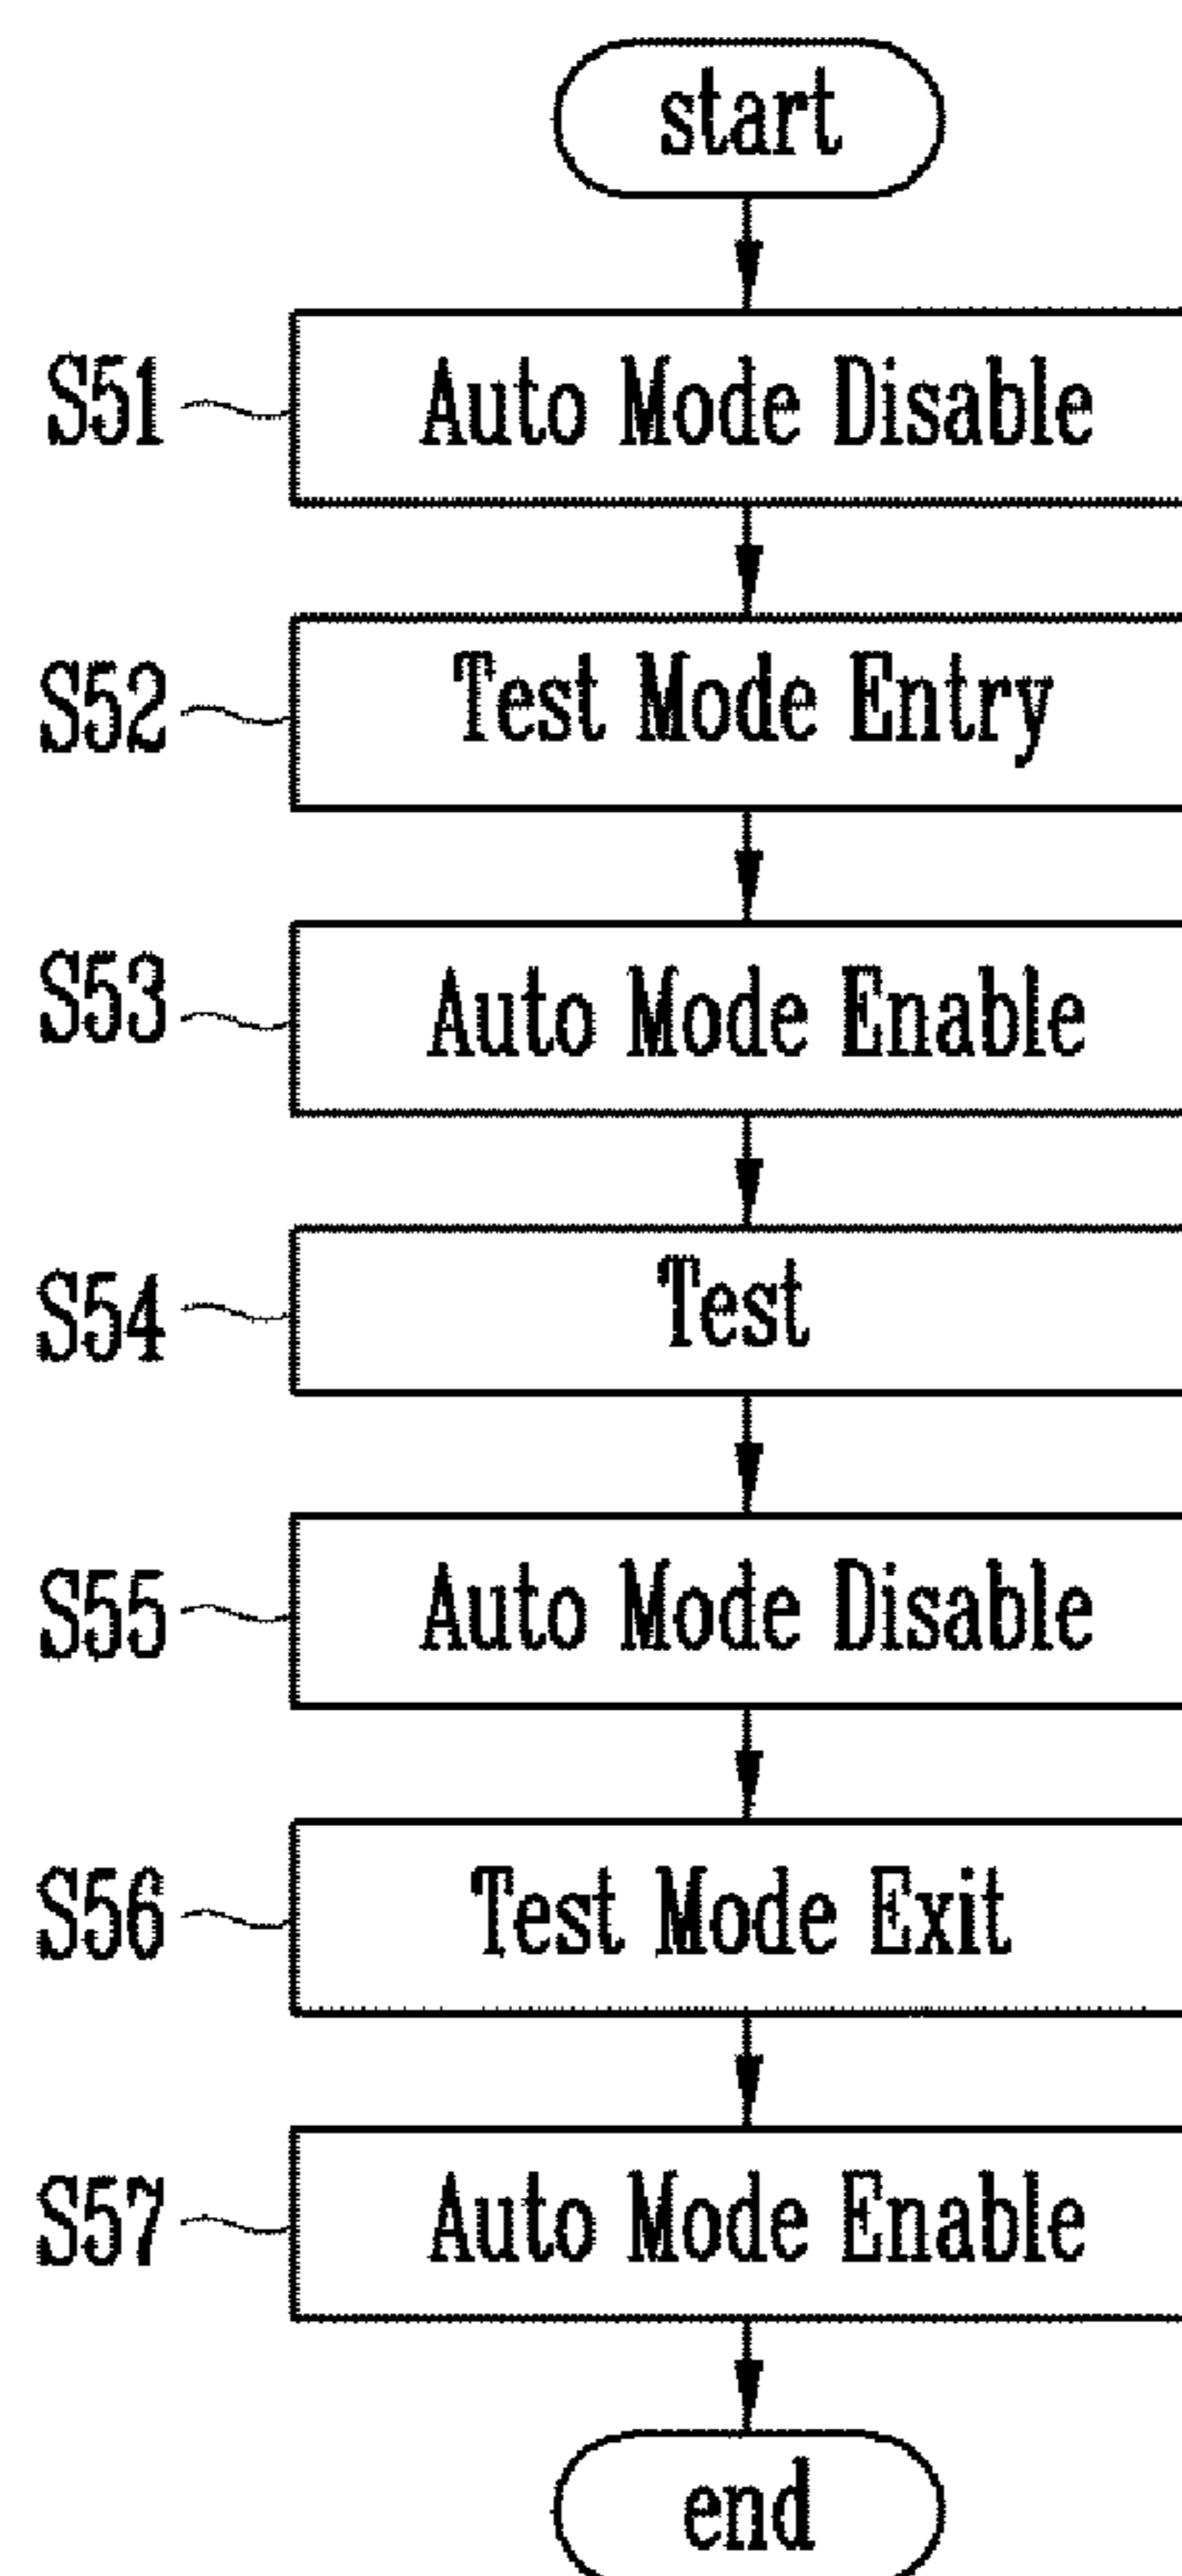 start
S51 Auto Mode Disable
S52 Test Mode Entry
S53 Auto Mode Enable
S54 Test
S55 Auto Mode Disable
S56 Test Mode Exit
S57 Auto Mode Enable
end